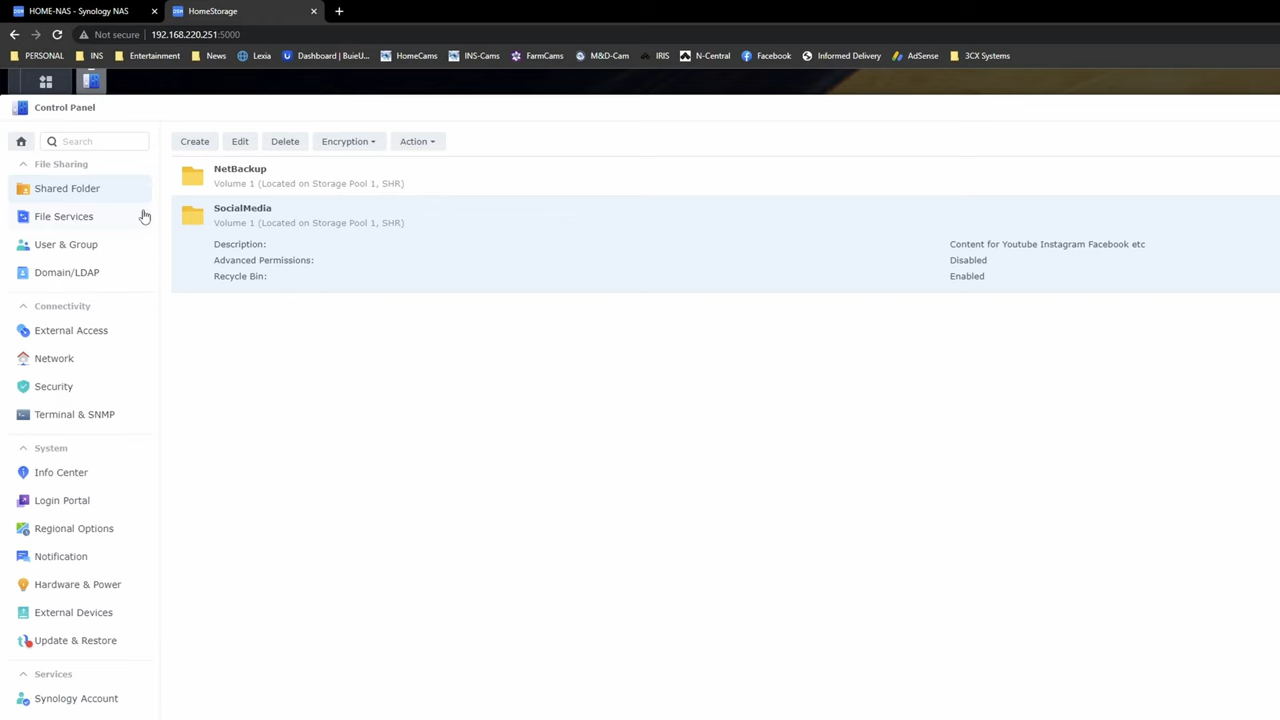 HOME-NAS - Synology NAS
HomeStorage
Not secure
192.168.220.251:5000
PERSONAL
INS
Entertainment
News
Lexia
Dashboard | BuieU...
HomeCams
INS-Cams
FarmCams
M&D-Cam
IRIS
N-Central
Facebook
Informed Delivery
AdSense
3CX Systems
Control Panel
Search
Create
Edit
Delete
Encryption
Action
File Sharing
Shared Folder
File Services
User & Group
Domain/LDAP
Connectivity
External Access
Network
Security
Terminal & SNMP
System
Info Center
Login Portal
Regional Options
Notification
Hardware & Power
External Devices
Update & Restore
Services
Synology Account
NetBackup
Volume 1 (Located on Storage Pool 1, SHR)
SocialMedia
Volume 1 (Located on Storage Pool 1, SHR)
Description: Content for Youtube Instagram Facebook etc
Advanced Permissions: Disabled
Recycle Bin: Enabled